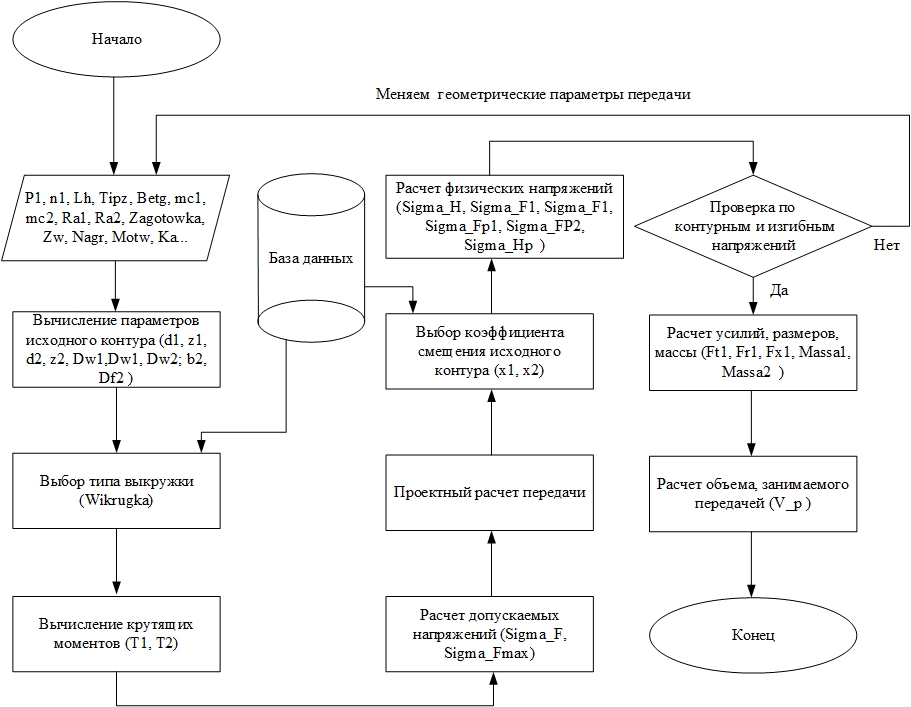 Начало
Меняем геометрические параметры передачи
P1, n1, Lh, Tipz, Betg, mc1,
mc2, Ra1, Ra2, Zagotowka,
Zw, Nagr, Motw, Ka...
Вычисление параметров
исходного контура (d1, z1,
d2, z2, Dw1,Dw1, Dw2; b2,
Df2 )
Выбор типа выкружки
(Wikrugka)
Вычисление крутящих
моментов (T1, T2)
База данных
Расчет физических напряжений
(Sigma_H, Sigma_F1, Sigma_F1,
Sigma_Fp1, Sigma_FP2,
Sigma_Hp )
Выбор коэффициента
смещения исходного
контура (x1, x2)
Проектный расчет передачи
Расчет допускаемых
напряжений (Sigma_F,
Sigma_Fmax)
Проверка по
контурным и изгибным
напряжений
Нет
Да
Расчет усилий, размеров,
массы (Ft1, Fr1, Fx1, Massa1,
Massa2 )
Расчет объема, занимаемого
передачей (V_p )
Конец